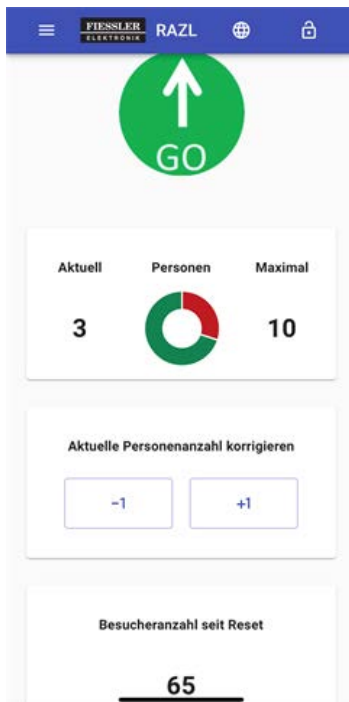 FIESSLER
ELEKTRONIK
RAZL
GO
Aktuell Personen Maximal
3 10
Aktuelle Personenanzahl korrigieren
−1 +1
Besucheranzahl seit Reset
65